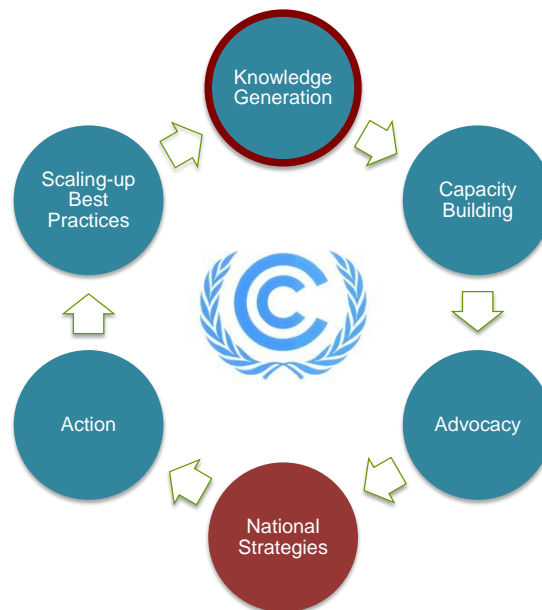 Knowledge
Generation
Capacity
Building
Advocacy
National
Strategies
Action
Scaling-up
Best
Practices